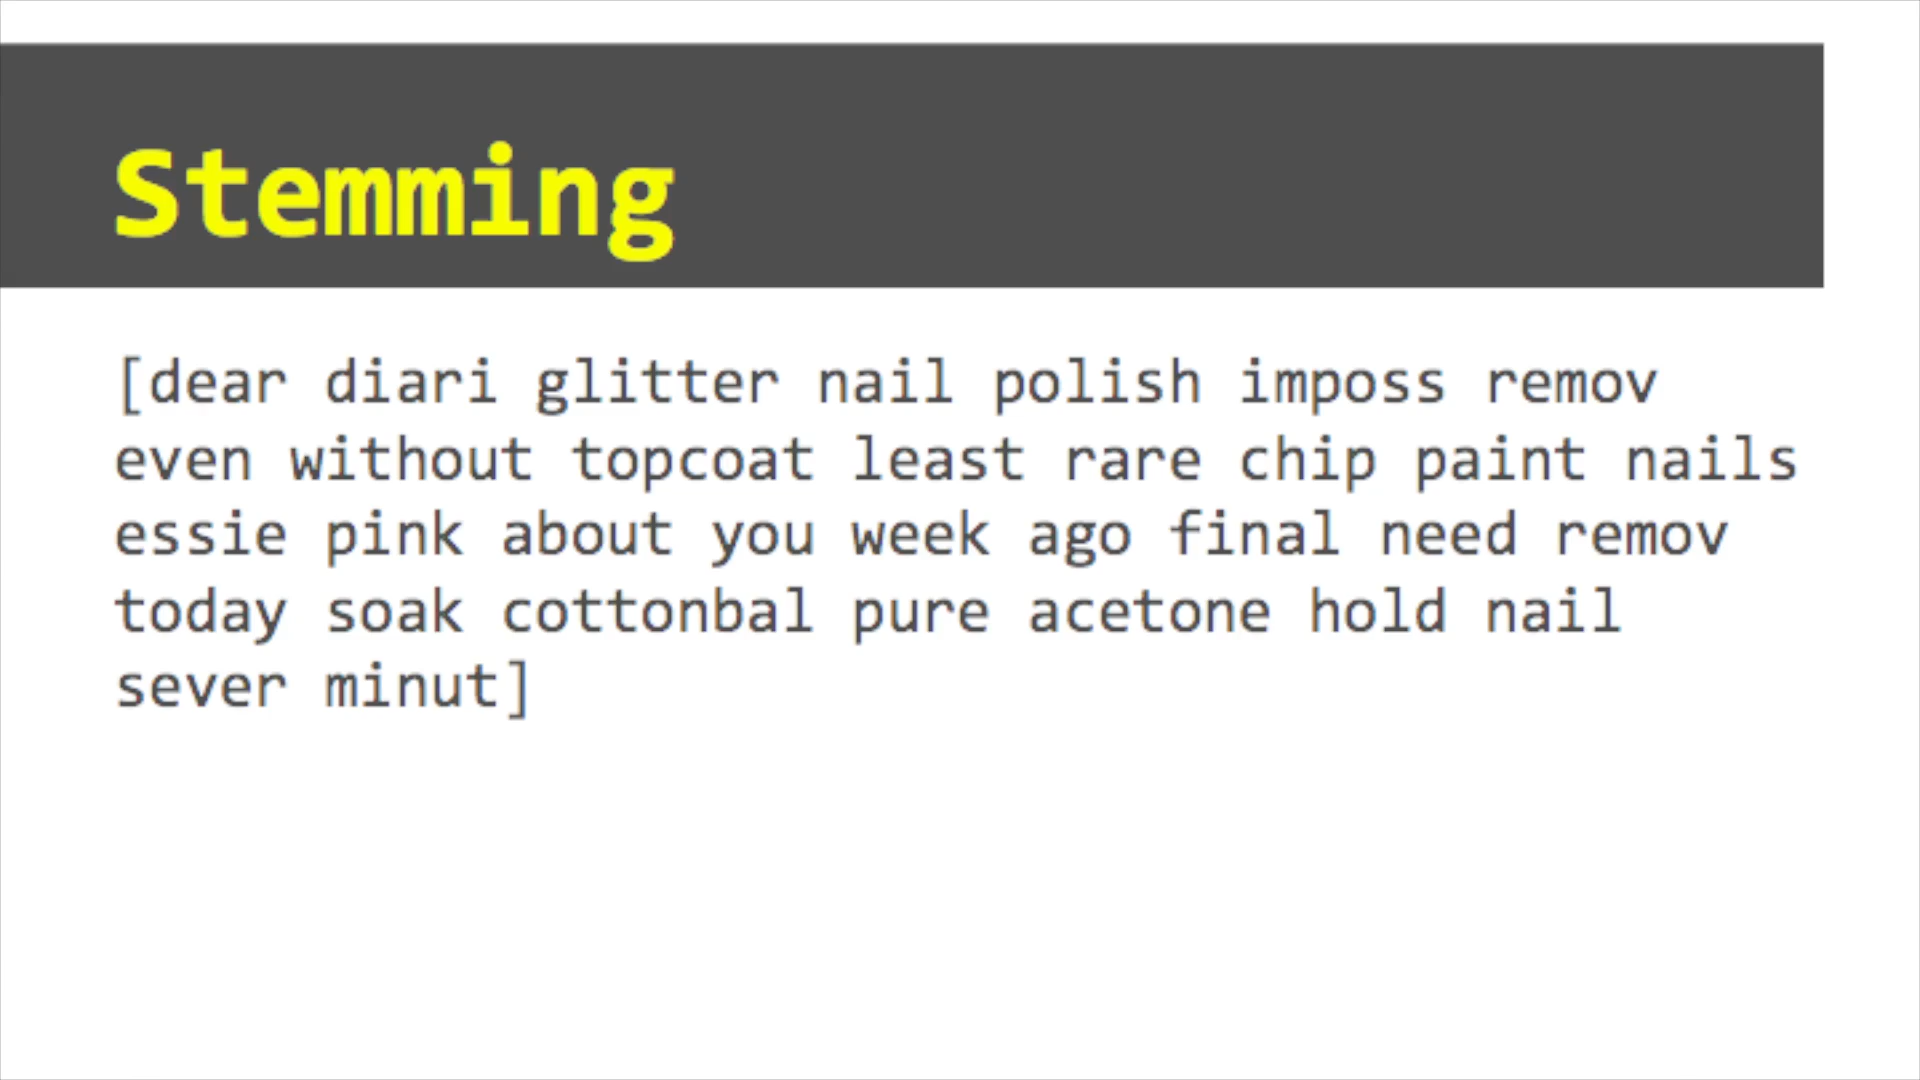 Stemming
[dear diari glitter nail polish imposs remov
even without topcoat least rare chip paint nails
essie pink about you week ago final need remov
today soak cottonbal pure acetone hold nail
sever minut]